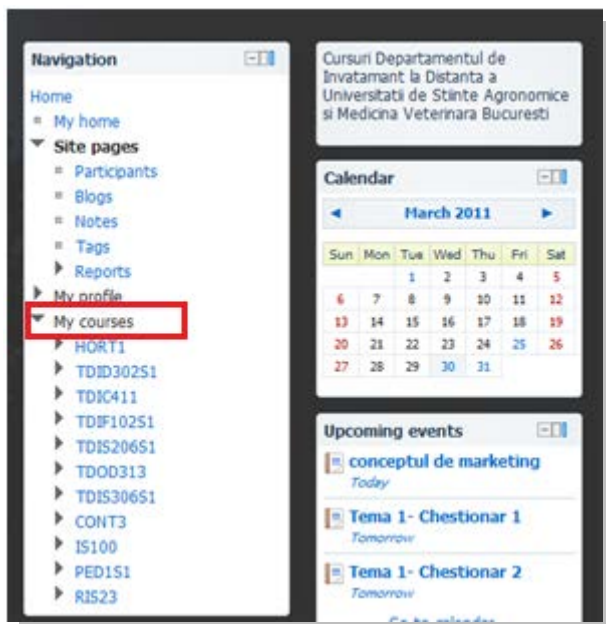 Navigation
Home
My home
Site pages
Participants
Blogs
Notes
Tags
Reports
My profile
My courses
HORT1
TDID302S1
TDIC411
TDIF102S1
TDIS206S1
TDOD313
TDIS306S1
CONT3
IS100
PED1S1
RIS23
Cursuri Departamentul de
Invatamant la Distanta a
Universitatii de Stiinte Agronomice
si Medicina Veterinara Bucuresti
Calendar
March 2011
Sun Mon Tue Wed Thu Fri Sat
1 2 3 4 5
6 7 8 9 10 11 12
13 14 15 16 17 18 19
20 21 22 23 24 25 26
27 28 29 30 31
Upcoming events
conceptul de marketing
Today
Tema 1- Chestionar 1
Tomorrow
Tema 1- Chestionar 2
Tomorrow
Go to calendar